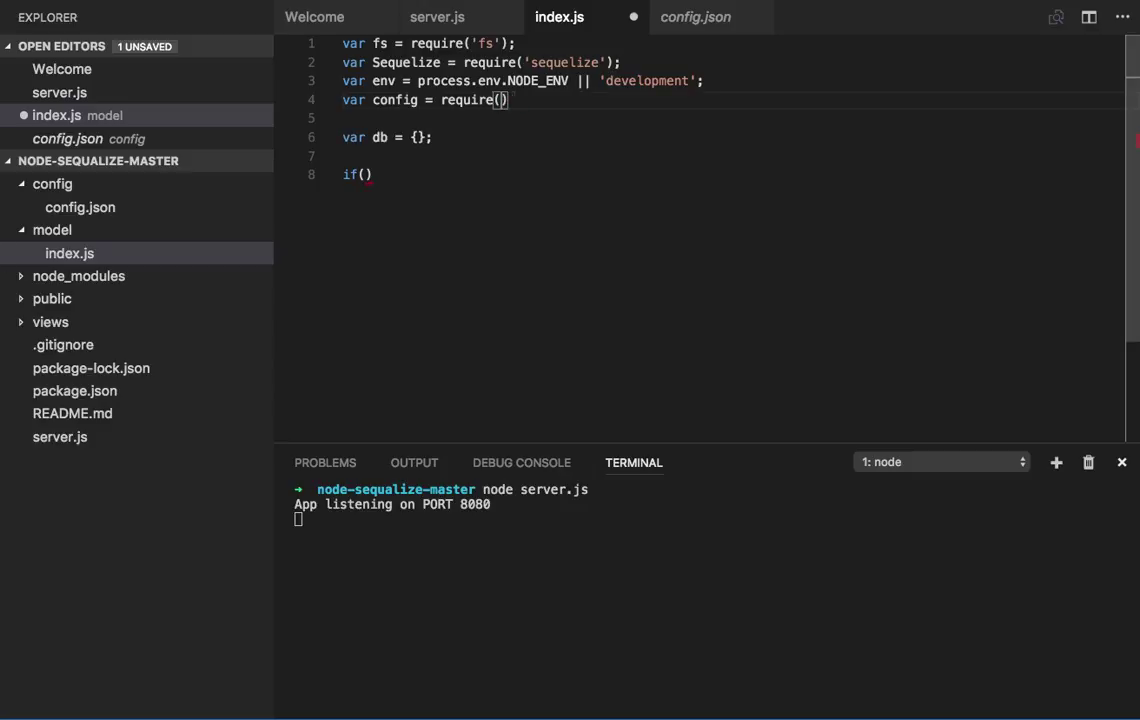 EXPLORER
OPEN EDITORS 1 UNSAVED
Welcome
server.js
index.js model
config.json config
NODE-SEQUALIZE-MASTER
config
config.json
model
index.js
node_modules
public
views
.gitignore
package-lock.json
package.json
README.md
server.js
Welcome server.js index.js config.json
1 var fs = require('fs');
2 var Sequelize = require('sequelize');
3 var env = process.env.NODE_ENV || 'development';
4 var config = require()
5
6 var db = {};
7
8 if()
PROBLEMS OUTPUT DEBUG CONSOLE TERMINAL 1: node
→ node-sequalize-master node server.js
App listening on PORT 8080